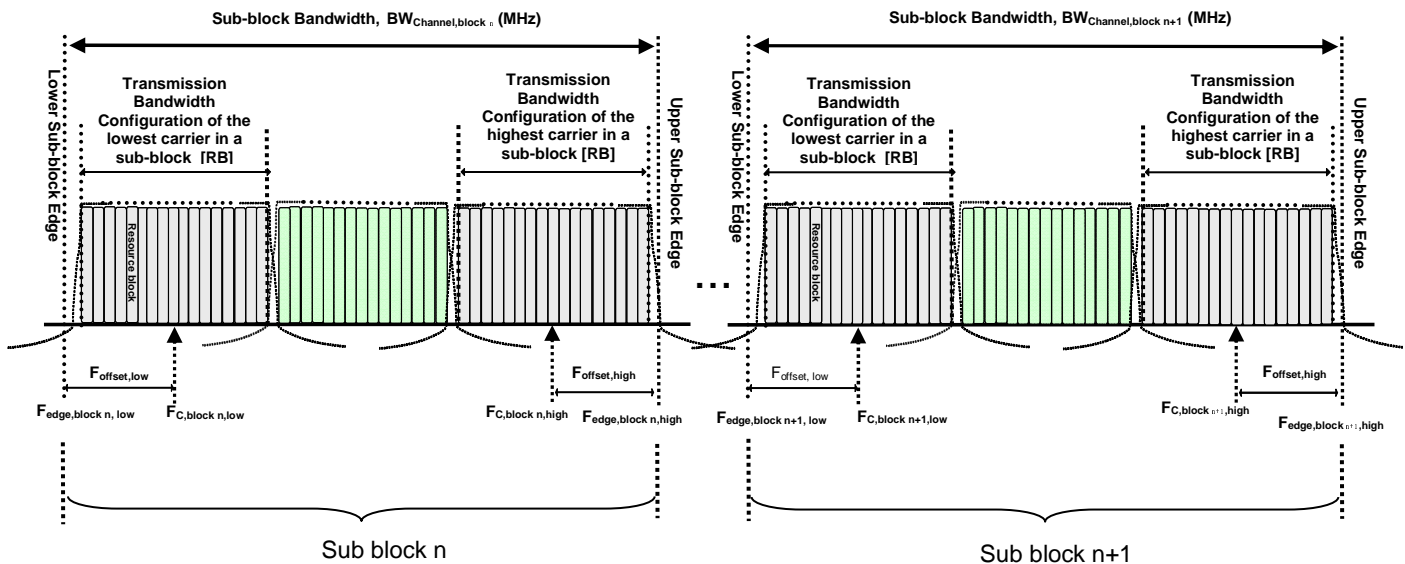 Sub-block Bandwidth, BWChannel,block n (MHz)
Sub-block Bandwidth, BWChannel,block n+1 (MHz)
Lower Sub-block Edge
Transmission
Bandwidth
Configuration of the
lowest carrier in a
sub-block [RB]
Transmission
Bandwidth
Configuration of the
highest carrier in a
sub-block [RB]
Upper Sub-block Edge
Lower Sub-block Edge
Transmission
Bandwidth
Configuration of the
lowest carrier in a
sub-block [RB]
Transmission
Bandwidth
Configuration of the
highest carrier in a
sub-block [RB]
Upper Sub-block Edge
Resource block
...
Resource block
Foffset,low
Foffset,high
Foffset, low
Foffset,high
Fedge,block n, low
FC,block n,low
FC,block n,high
Fedge,block n,high
Fedge,block n+1, low
FC,block n+1,low
FC,block n+1,high
Fedge,block n+1,high
Sub block n
Sub block n+1